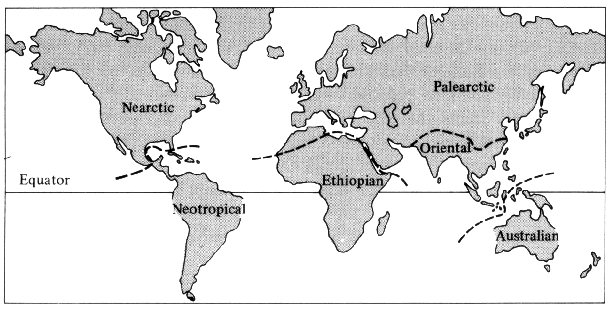 Palearctic
Nearctic
Oriental
Equator
Ethiopian
Neotropical
Australian